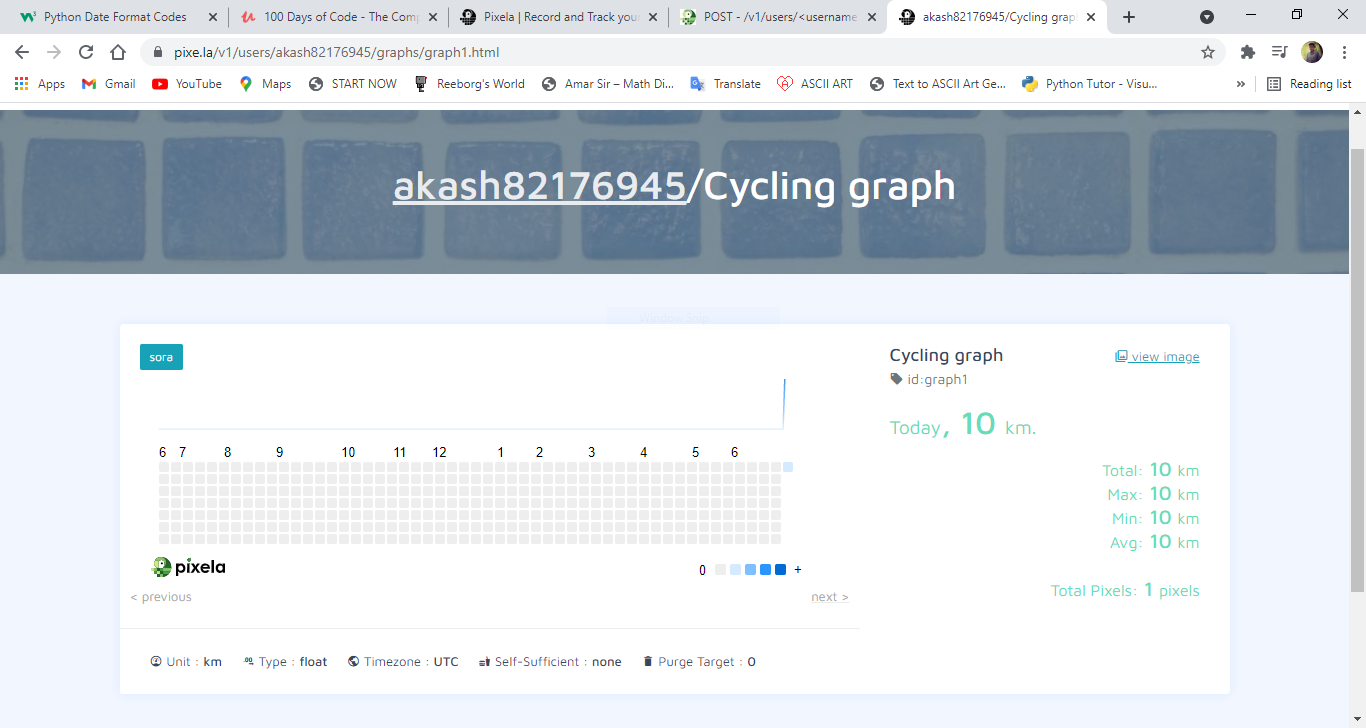 Python Date Format Codes
100 Days of Code - The Comp
Pixela | Record and Track your
POST - /v1/users/<username
akash82176945/Cycling grap
pixe.la/v1/users/akash82176945/graphs/graph1.html
Apps Gmail YouTube Maps START NOW Reeborg's World Amar Sir – Math Di... Translate ASCII ART Text to ASCII Art Ge... Python Tutor - Visu... » Reading list
akash82176945/Cycling graph
Window Snip
sora
6 7 8 9 10 11 12 1 2 3 4 5 6
pixela
0 +
< previous next >
Cycling graph
view image
id:graph1
Today, 10 km.
Total: 10 km
Max: 10 km
Min: 10 km
Avg: 10 km
Total Pixels: 1 pixels
Unit : km Type : float Timezone : UTC Self-Sufficient : none Purge Target : 0